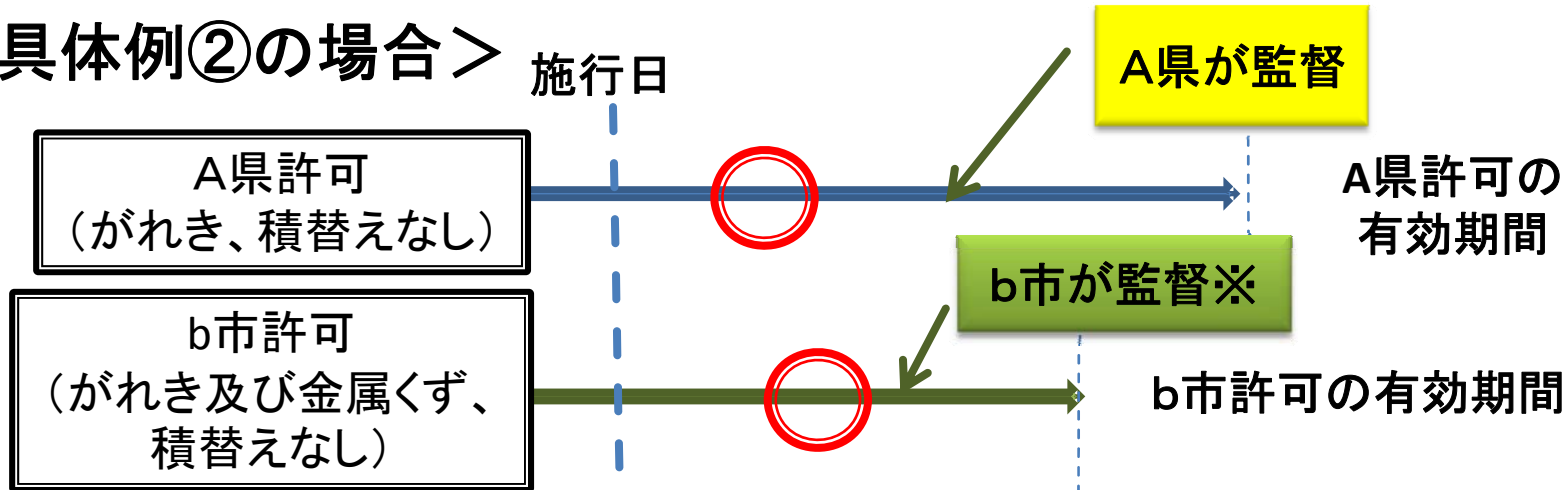 具体例②の場合＞
施行日
A県が監督
A県許可
（がれき、積替えなし）
A県許可の
有効期間
b市が監督※
b市許可
（がれき及び金属くず、
積替えなし）
b市許可の有効期間